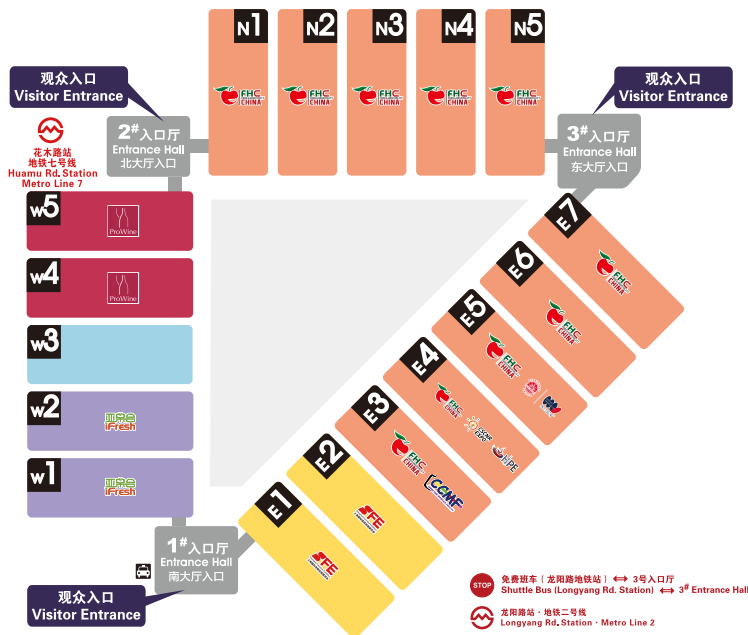 N1
N2
N3
N4
N5
FHC CHINA
FHC CHINA
FHC CHINA
FHC CHINA
FHC CHINA
观众入口
Visitor Entrance
观众入口
Visitor Entrance
花木路站
地铁七号线
Huamu Rd. Station
Metro Line 7
2#入口厅
Entrance Hall
北大厅入口
3#入口厅
Entrance Hall
东大厅入口
W5
ProWine
W4
ProWine
W3
W2
亚果会
iFresh
W1
亚果会
iFresh
E7
FHC CHINA
E6
FHC CHINA
E5
FHC CHINA
E4
FHC CHINA
HPE
E3
FHC CHINA
CCMF
E2
SFE
E1
SFE
1#入口厅
Entrance Hall
南大厅入口
观众入口
Visitor Entrance
STOP
免费班车（龙阳路地铁站）⟺ 3号入口厅
Shuttle Bus (Longyang Rd. Station) ⟺ 3# Entrance Hall
龙阳路站·地铁二号线
Longyang Rd. Station · Metro Line 2